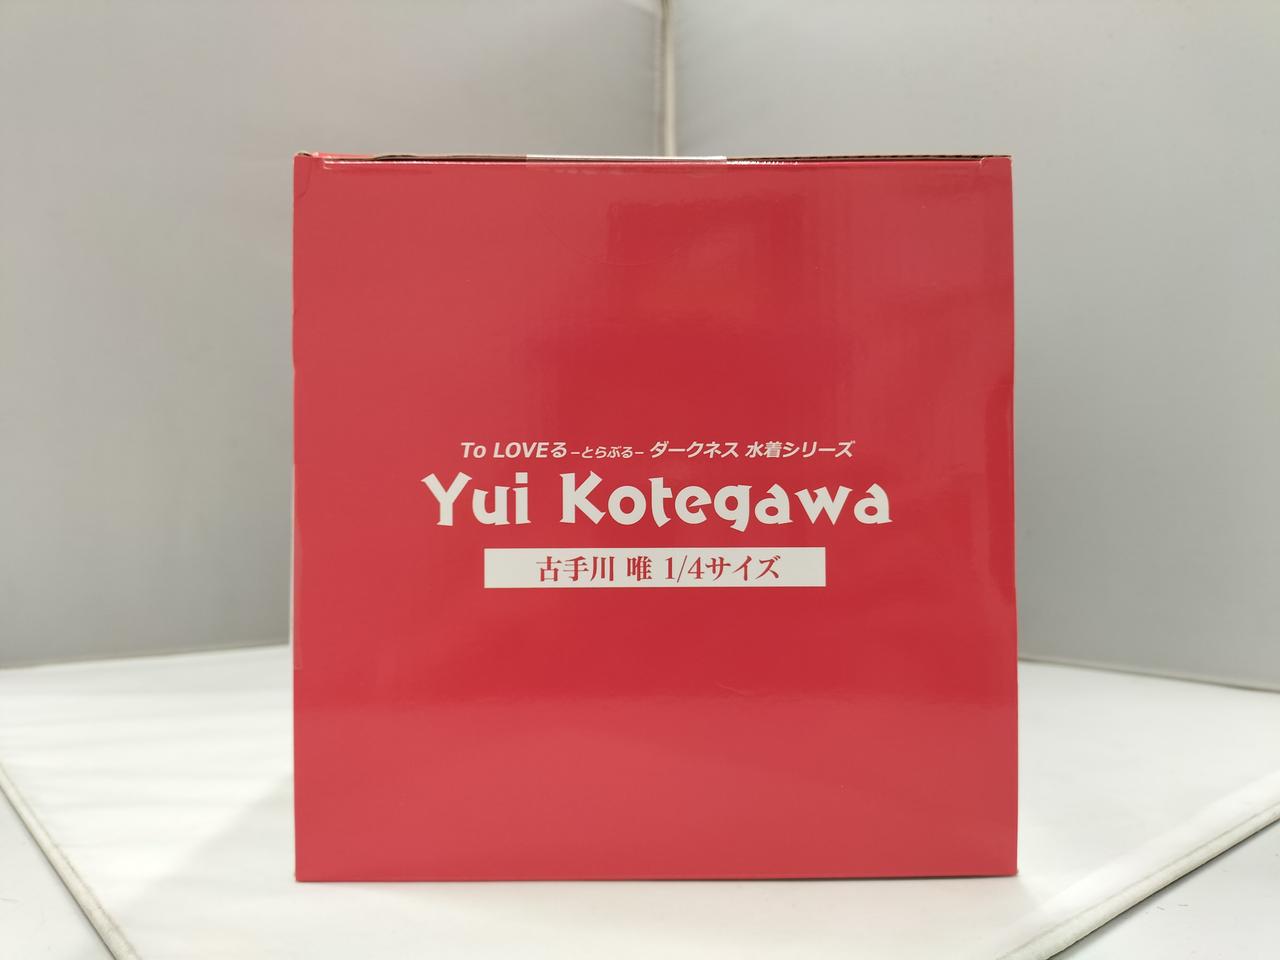 To LOVEる –とらぶる– ダークネス 水着シリーズ
Yui Kotegawa
古手川 唯 1/4サイズ